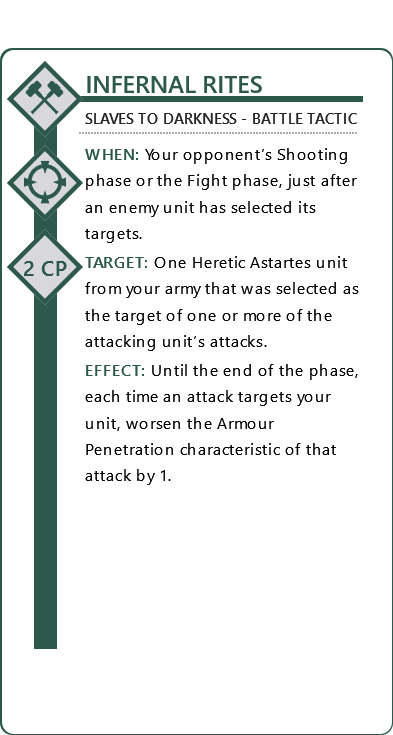 INFERNAL RITES
SLAVES TO DARKNESS - BATTLE TACTIC
WHEN: Your opponent's Shooting
phase or the Fight phase, just after
an enemy unit has selected its
targets.
2 CP
TARGET: One Heretic Astartes unit
from your army that was selected as
the target of one or more of the
attacking unit's attacks.
EFFECT: Until the end of the phase,
each time an attack targets your
unit, worsen the Armour
Penetration characteristic of that
attack by 1.